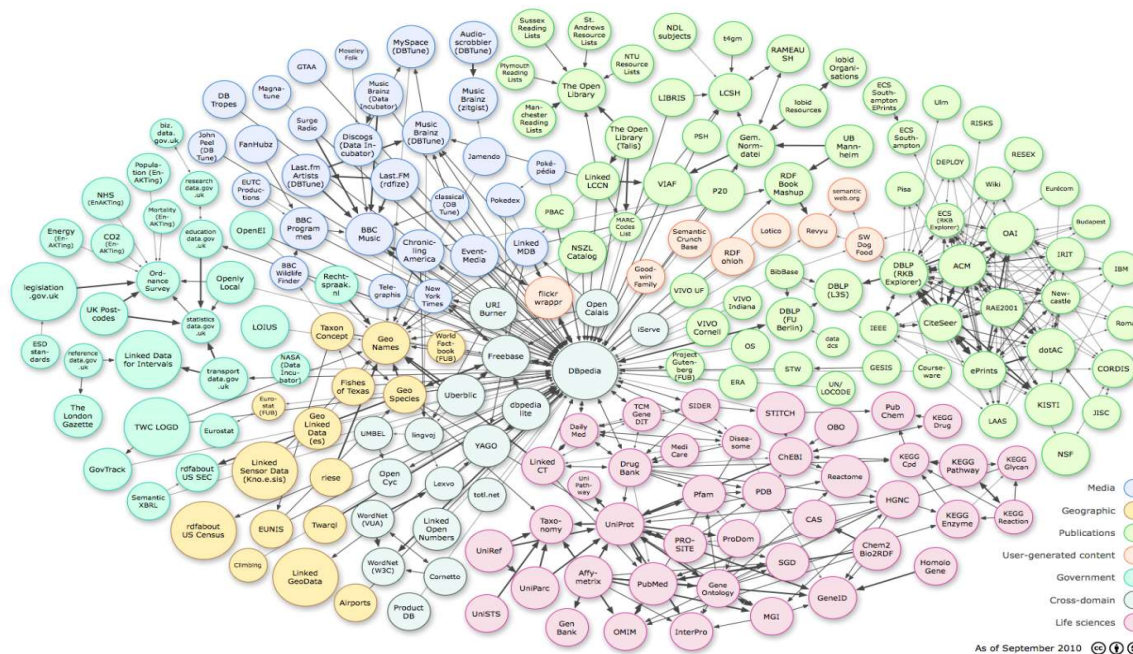 Sussex
Reading
Lists
St.
Andrews
Resource
Lists
NDL
subjects
t4gm
RAMEAU
SH
lobid
Organi-
sations
Audio-
scrobbler
(DBTune)
MySpace
(DBTune)
Moseley
Folk
GTAA
Plymouth
Reading
Lists
NTU
Resource
Lists
The Open
Library
LIBRIS
LCSH
lobid
Resources
ECS
South-
ampton
EPrints
Ulm
Magna-
tune
DB
Tropes
Music
Brainz
(Data
Incubator)
Music
Brainz
(zitgist)
Man-
chester
Reading
Lists
The Open
Library
(Talis)
PSH
Gem.
Norm-
datei
UB
Mann-
heim
ECS
South-
ampton
RISKS
biz.
data.
gov.uk
John
Peel
(DB
Tune)
FanHubz
Surge
Radio
Discogs
(Data In-
cubator)
Music
Brainz
(DBTune)
Jamendo
Poké-
pédia
Linked
LCCN
VIAF
P20
RDF
Book
Mashup
DEPLOY
RESEX
Popula-
tion (En-
AKTing)
research
data.gov
.uk
Last.fm
Artists
(DBTune)
Last.FM
(rdfize)
Pisa
Wiki
Eurécom
NHS
(EnAKTing)
Mortality
(En-
AKTing)
EUTC
Produc-
tions
classical
(DB
Tune)
Pokedex
PBAC
MARC
Codes
List
semantic
web.org
ECS
(RKB
Explorer)
Budapest
Energy
(En-
AKTing)
CO2
(En-
AKTing)
education
data.gov
.uk
OpenEI
BBC
Program
mes
BBC
Music
Chronic-
ling
America
Event-
Media
Linked
MDB
NSZL
Catalog
Semantic
Crunch
Base
Lotico
Revyu
SW
Dog
Food
OAI
IRIT
RDF
ohloh
BBC
Wildlife
Finder
Recht-
spraak.
nl
Good-
win
Family
BibBase
DBLP
(RKB
Explorer)
ACM
IBM
legislation
.gov.uk
Ord-
nance
Survey
Openly
Local
Tele-
graphis
New
York
Times
flickr
wrappr
VIVO UF
VIVO
Indiana
DBLP
(L3S)
New-
castle
UK Post-
codes
statistics
data.gov
.uk
URI
Burner
Open
Calais
RAE2001
Roma
ESD
stan-
dards
LOIUS
Taxon
Concept
World
Fact-
book
(FUB)
iServe
VIVO
Cornell
DBLP
(FU
Berlin)
IEEE
CiteSeer
reference
data.gov
.uk
Linked Data
for Intervals
Geo
Names
Freebase
OS
data
dcs
dotAC
transport
data.gov
.uk
NASA
(Data
Incu-
bator)
Project
Guten-
berg
(FUB)
STW
GESIS
Course-
ware
ePrints
CORDIS
Fishes
of Texas
Geo
Species
DBpedia
ERA
UN/
LOCODE
The
London
Gazette
Euro-
stat
(FUB)
Uberblic
dbpedia
lite
KISTI
JISC
TWC LOGD
Eurostat
Geo
Linked
Data
(es)
UMBEL
lingvoj
YAGO
LAAS
Daily
Med
TCM
Gene
DIT
SIDER
STITCH
Pub
Chem
KEGG
Drug
GovTrack
Disea-
some
OBO
NSF
rdfabout
US SEC
Linked
Sensor Data
(Kno.e.sis)
riese
Open
Cyc
Lexvo
Linked
CT
Medi
Care
Drug
Bank
ChEBI
KEGG
Cpd
KEGG
Pathway
KEGG
Glycan
Semantic
XBRL
Uni
Path-
way
Reactome
totl.net
Pfam
PDB
HGNC
rdfabout
US Census
EUNIS
Twarql
WordNet
(VUA)
Linked
Open
Numbers
Taxo-
nomy
UniProt
PRO-
SITE
ProDom
CAS
KEGG
Enzyme
KEGG
Reaction
Chem2
Bio2RDF
UniRef
Climbing
Linked
GeoData
WordNet
(W3C)
Cornetto
UniParc
Affy-
metrix
PubMed
Gene
Ontology
SGD
Homolo
Gene
GeneID
Airports
Product
DB
UniSTS
Gen
Bank
OMIM
InterPro
MGI
Media
Geographic
Publications
User-generated content
Government
Cross-domain
Life sciences
As of September 2010
cc